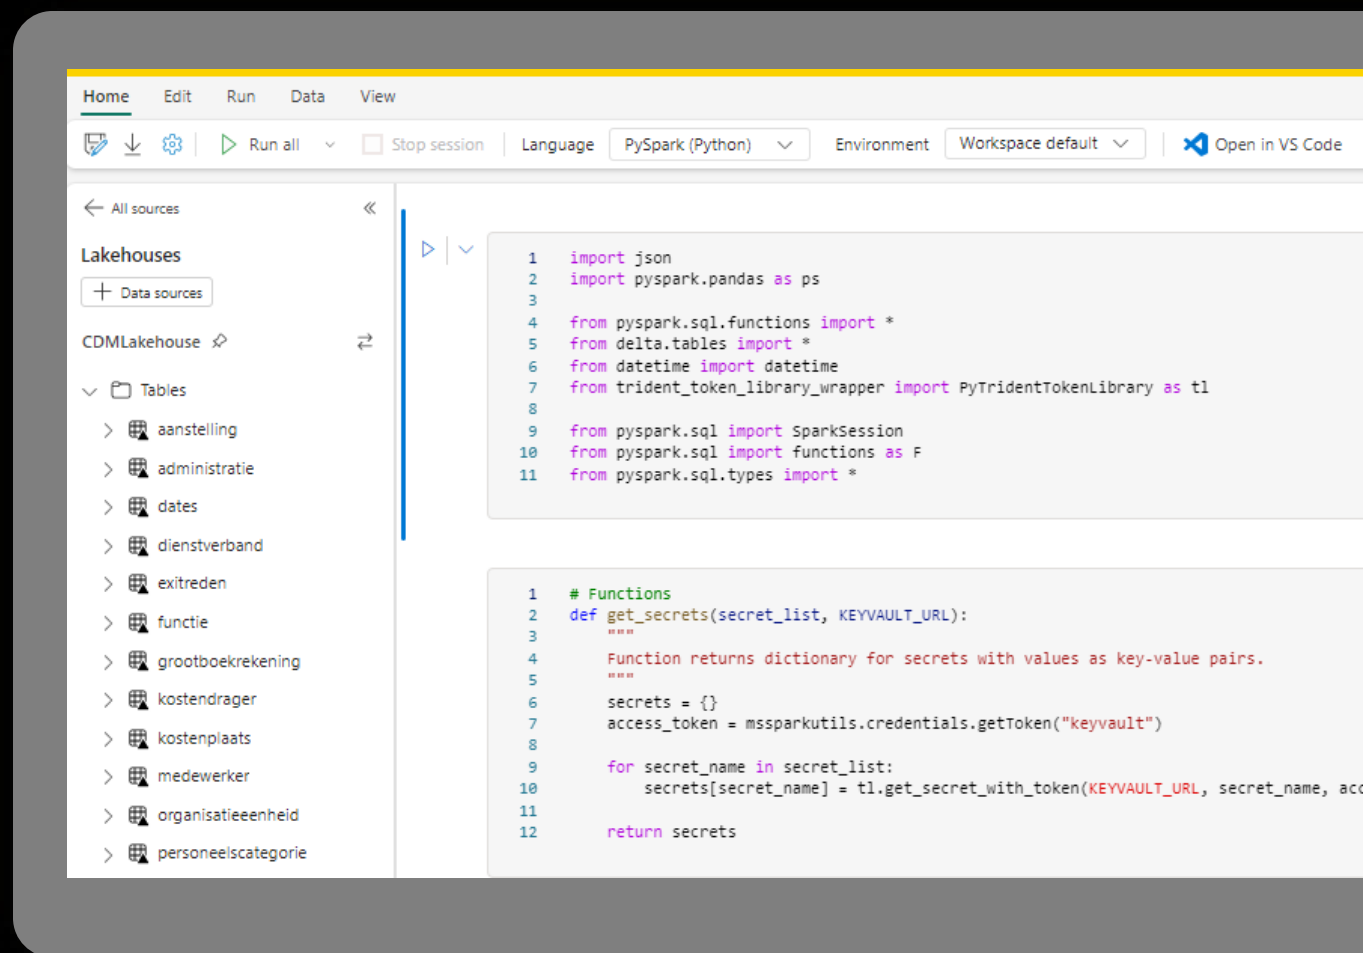 Home Edit Run Data View
Run all Stop session Language PySpark (Python) Environment Workspace default Open in VS Code
All sources
Lakehouses
Data sources
CDMLakehouse
Tables
aanstelling
administratie
dates
dienstverband
exitreden
functie
grootboekrekening
kostendrager
kostenplaats
medewerker
organisatieeenheid
personeelscategorie
1 import json
2 import pyspark.pandas as ps
3
4 from pyspark.sql.functions import *
5 from delta.tables import *
6 from datetime import datetime
7 from trident_token_library_wrapper import PyTridentTokenLibrary as tl
8
9 from pyspark.sql import SparkSession
10 from pyspark.sql import functions as F
11 from pyspark.sql.types import *
1 # Functions
2 def get_secrets(secret_list, KEYVAULT_URL):
3 """
4 Function returns dictionary for secrets with values as key-value pairs.
5 """
6 secrets = {}
7 access_token = mssparkutils.credentials.getToken("keyvault")
8
9 for secret_name in secret_list:
10 secrets[secret_name] = tl.get_secret_with_token(KEYVAULT_URL, secret_name, acc
11
12 return secrets